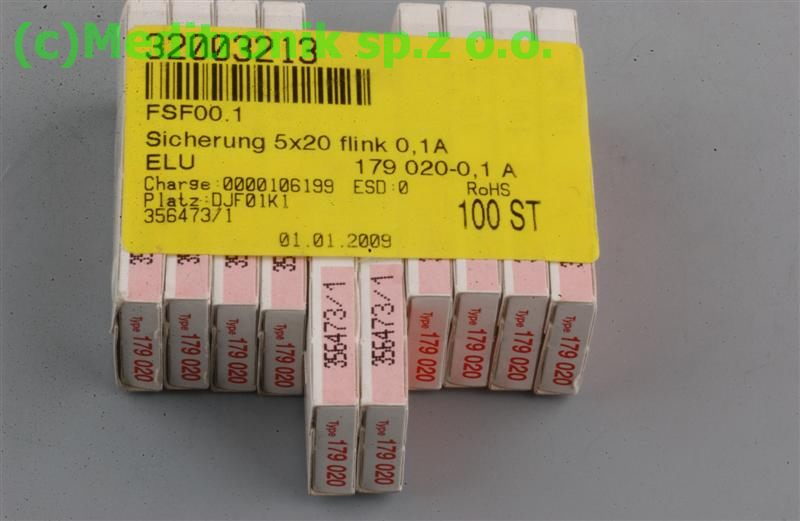 (c)Meditronik sp.z o.o.
32003213
FSF00.1
Sicherung 5x20 flink 0,1A
ELU 179 020-0,1 A
Charge:0000106199 ESD:0 RoHS
Platz:DJF01K1
356473/1 100 ST
01.01.2009
356473/1
356473/1
Type 179 020
Type 179 020
Type 179 020
Type 179 020
Type 179 020
Type 179 020
Type 179 020
Type 179 020
Type 179 020
Type 179 020